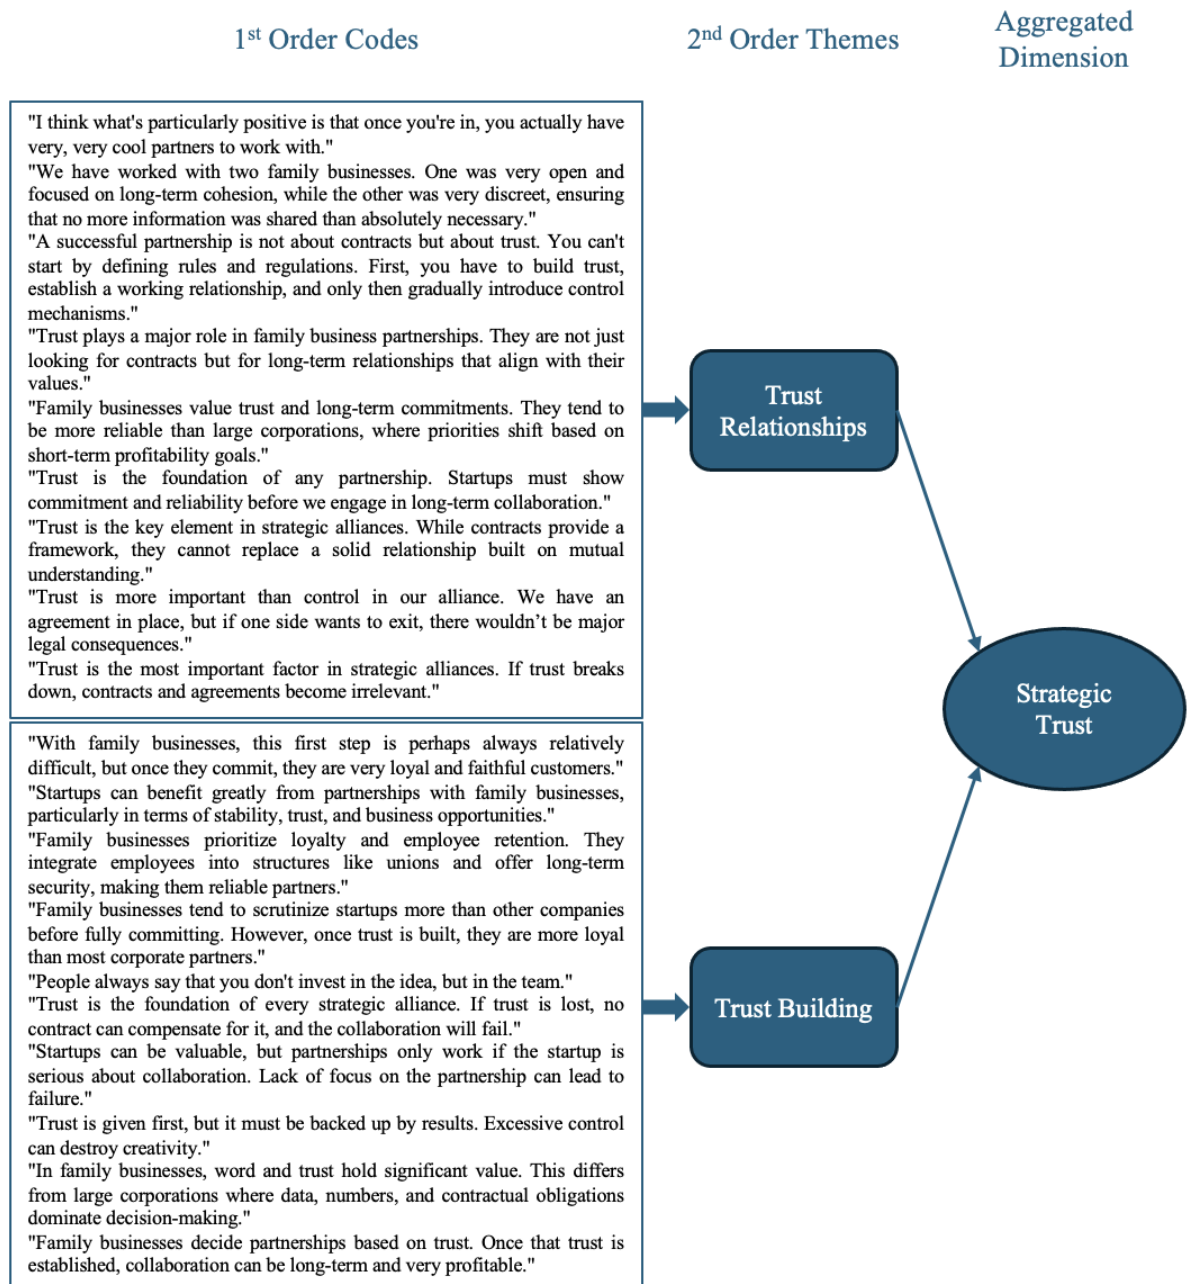 1st Order Codes
2nd Order Themes
Aggregated
Dimension
"I think what's particularly positive is that once you're in, you actually have
very, very cool partners to work with."
"We have worked with two family businesses. One was very open and
focused on long-term cohesion, while the other was very discreet, ensuring
that no more information was shared than absolutely necessary."
"A successful partnership is not about contracts but about trust. You can't
start by defining rules and regulations. First, you have to build trust,
establish a working relationship, and only then gradually introduce control
mechanisms."
"Trust plays a major role in family business partnerships. They are not just
looking for contracts but for long-term relationships that align with their
values."
"Family businesses value trust and long-term commitments. They tend to
be more reliable than large corporations, where priorities shift based on
short-term profitability goals."
"Trust is the foundation of any partnership. Startups must show
commitment and reliability before we engage in long-term collaboration."
"Trust is the key element in strategic alliances. While contracts provide a
framework, they cannot replace a solid relationship built on mutual
understanding."
"Trust is more important than control in our alliance. We have an
agreement in place, but if one side wants to exit, there wouldn’t be major
legal consequences."
"Trust is the most important factor in strategic alliances. If trust breaks
down, contracts and agreements become irrelevant."
Trust
Relationships
"With family businesses, this first step is perhaps always relatively
difficult, but once they commit, they are very loyal and faithful customers."
"Startups can benefit greatly from partnerships with family businesses,
particularly in terms of stability, trust, and business opportunities."
"Family businesses prioritize loyalty and employee retention. They
integrate employees into structures like unions and offer long-term
security, making them reliable partners."
"Family businesses tend to scrutinize startups more than other companies
before fully committing. However, once trust is built, they are more loyal
than most corporate partners."
"People always say that you don't invest in the idea, but in the team."
"Trust is the foundation of every strategic alliance. If trust is lost, no
contract can compensate for it, and the collaboration will fail."
"Startups can be valuable, but partnerships only work if the startup is
serious about collaboration. Lack of focus on the partnership can lead to
failure."
"Trust is given first, but it must be backed up by results. Excessive control
can destroy creativity."
"In family businesses, word and trust hold significant value. This differs
from large corporations where data, numbers, and contractual obligations
dominate decision-making."
"Family businesses decide partnerships based on trust. Once that trust is
established, collaboration can be long-term and very profitable."
Trust Building
Strategic
Trust